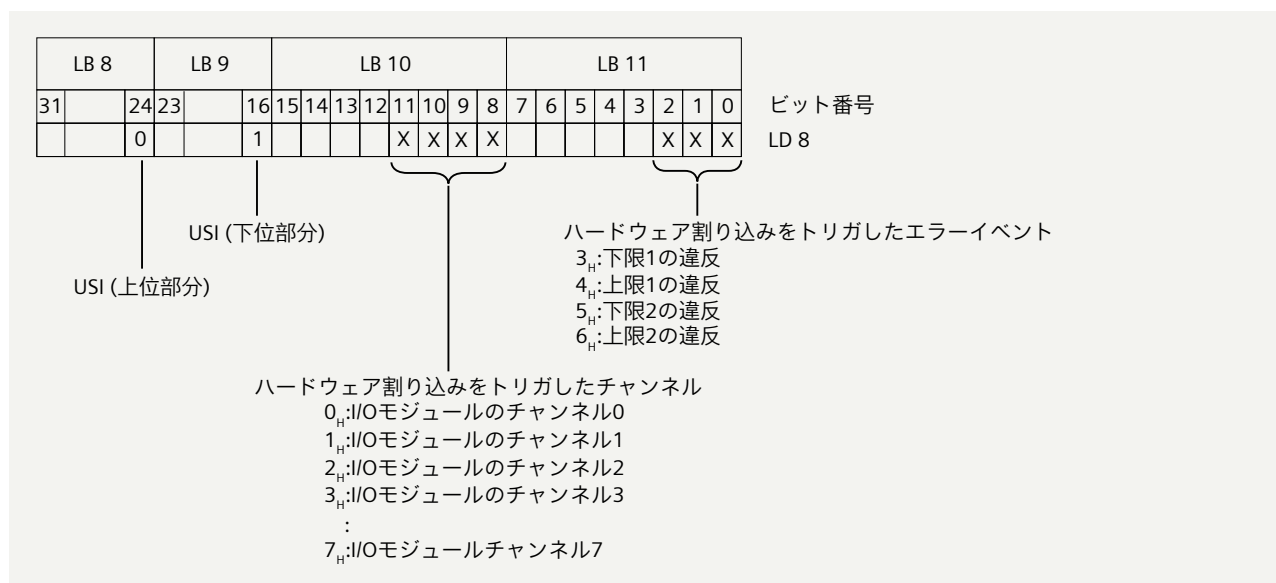 LB 8 LB 9 LB 10 LB 11
31 24 23 16 15 14 13 12 11 10 9 8 7 6 5 4 3 2 1 0 ビット番号
0 1 X X X X X X X LD 8
USI (下位部分)
USI (上位部分)
ハードウェア割り込みをトリガしたエラーイベント
3H:下限1の違反
4H:上限1の違反
5H:下限2の違反
6H:上限2の違反
ハードウェア割り込みをトリガしたチャンネル
0H:I/Oモジュールのチャンネル0
1H:I/Oモジュールのチャンネル1
2H:I/Oモジュールのチャンネル2
3H:I/Oモジュールのチャンネル3
:
7H:I/Oモジュールチャンネル7